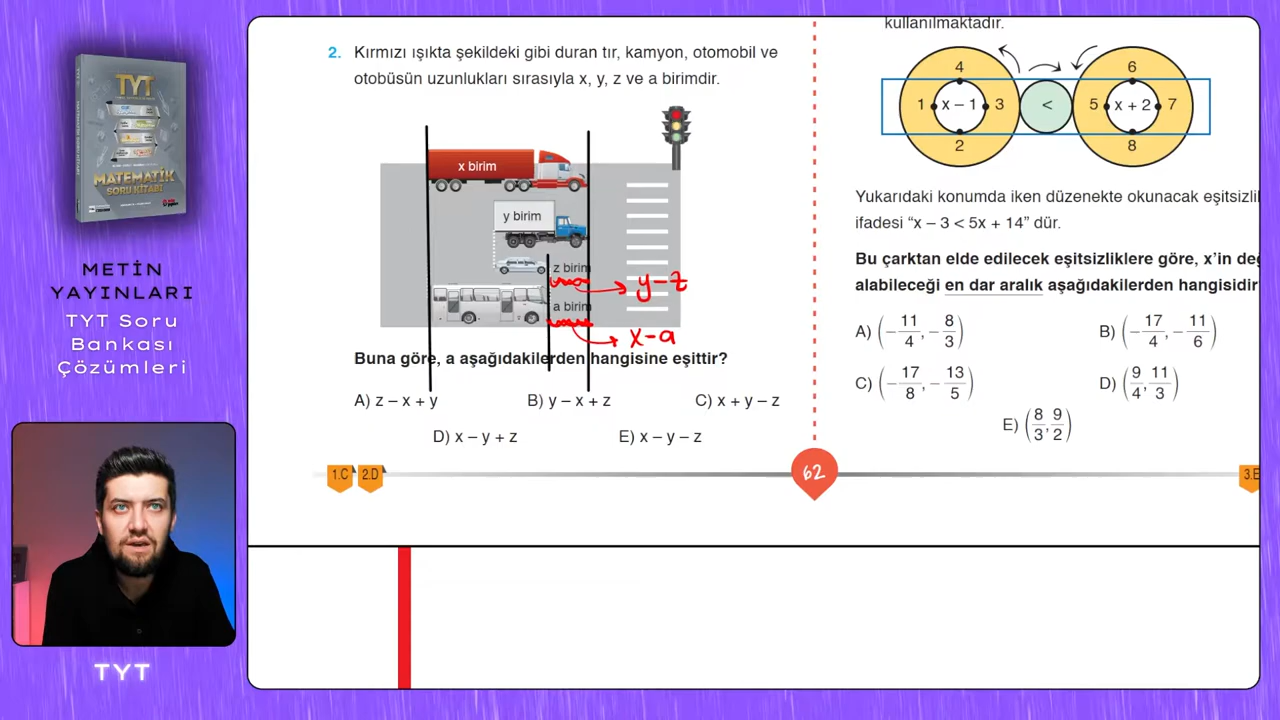 TYT
MATEMATİK
SORU KİTABI
METİN
YAYINLARI
TYT Soru
Bankası
Çözümleri
TYT
2. Kırmızı ışıkta şekildeki gibi duran tır, kamyon, otomobil ve
otobüsün uzunlukları sırasıyla x, y, z ve a birimdir.
x birim
y birim
z birim
y-z
a birim
x-a
Buna göre, a aşağıdakilerden hangisine eşittir?
A) z – x + y B) y – x + z C) x + y – z
D) x – y + z E) x – y – z
1.C 2.D
62
kullanılmaktadır.
4 6
1 x – 1 3 < 5 x + 2 7
2 8
Yukarıdaki konumda iken düzenekte okunacak eşitsizli
ifadesi “x – 3 < 5x + 14” dür.
Bu çarktan elde edilecek eşitsizliklere göre, x’in değ
alabileceği en dar aralık aşağıdakilerden hangisidir
A) (–11/4, –8/3) B) (–17/4, –11/6)
C) (–17/8, –13/5) D) (9/4, 11/3)
E) (8/3, 9/2)
3.E